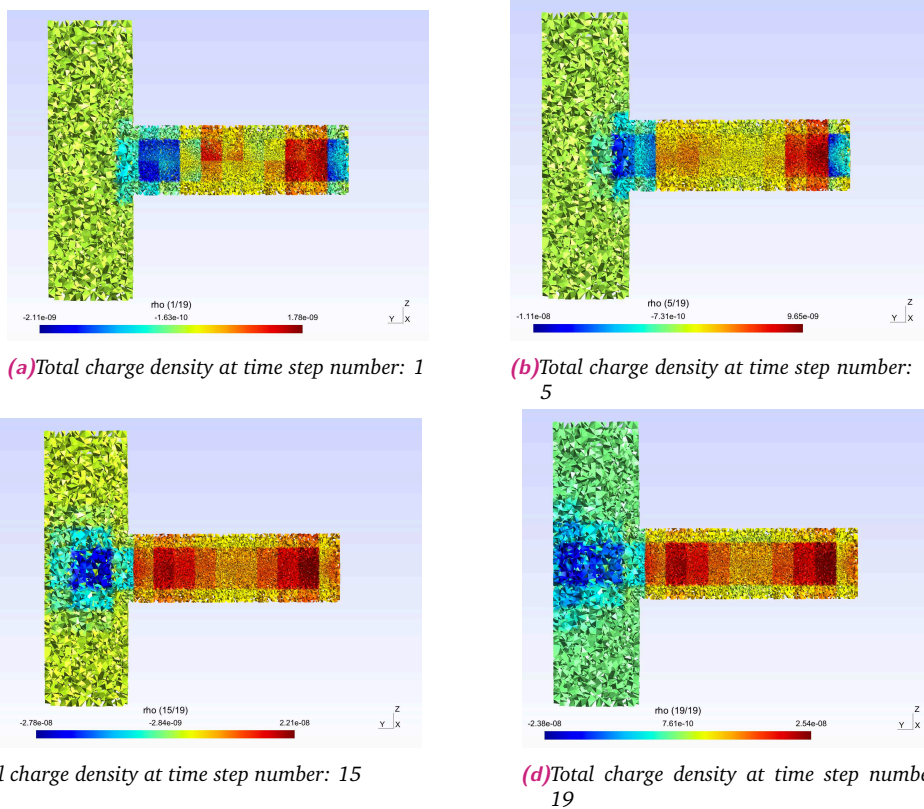 rho (1/19)
-2.11e-09 -1.63e-10 1.78e-09
Z
Y X
(a)Total charge density at time step number: 1
rho (5/19)
-1.11e-08 -7.31e-10 9.65e-09
Z
Y X
(b)Total charge density at time step number:
5
rho (15/19)
-2.78e-08 -2.84e-09 2.21e-08
Z
Y X
charge density at time step number: 15
rho (19/19)
-2.38e-08 7.61e-10 2.54e-08
Z
Y X
(d)Total charge density at time step
19